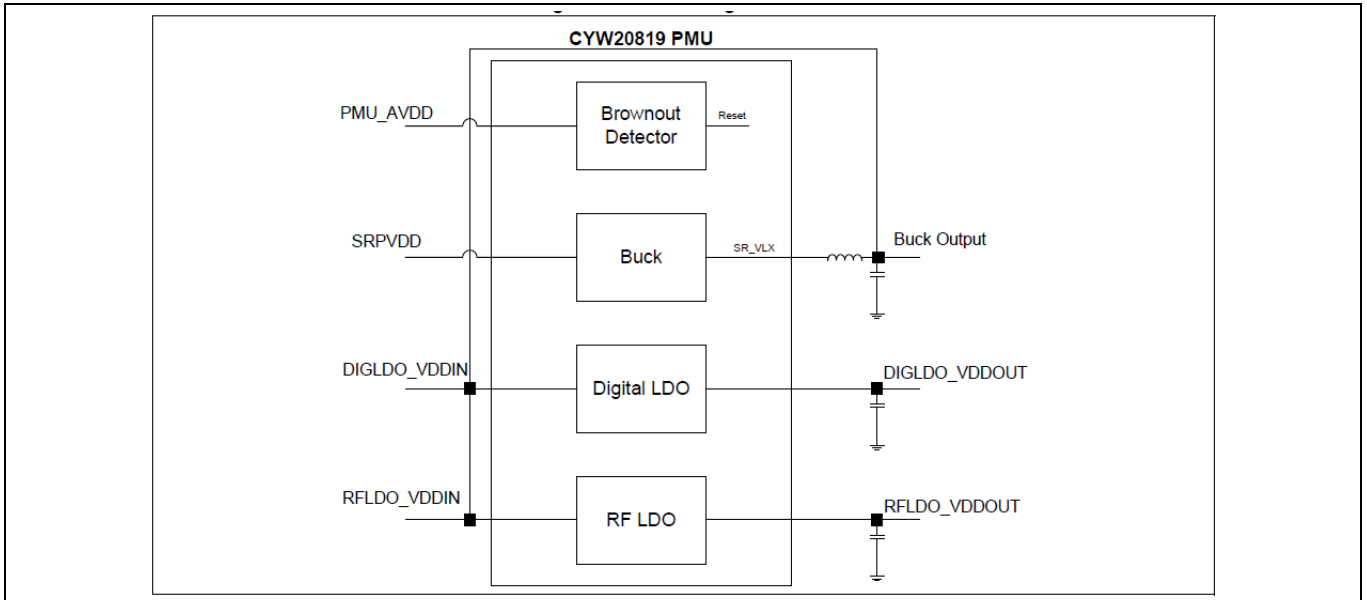 CYW20819 PMU
PMU_AVDD
Brownout
Detector
Reset
SRPVDD
Buck
SR_VLX
Buck Output
DIGLDO_VDDIN
Digital LDO
DIGLDO_VDDOUT
RFLDO_VDDIN
RF LDO
RFLDO_VDDOUT